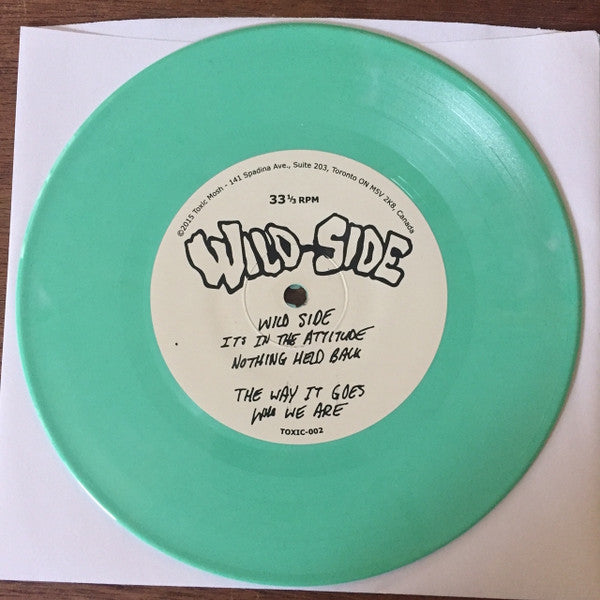 ©2015 Toxic Mosh - 141 Spadina Ave., Suite 203, Toronto ON M5V 2K8, Canada
33 ⅓ RPM
WILD SIDE
WILD SIDE
ITS IN THE ATTITUDE
NOTHING HELD BACK
THE WAY IT GOES
WHO WE ARE
TOXIC-002